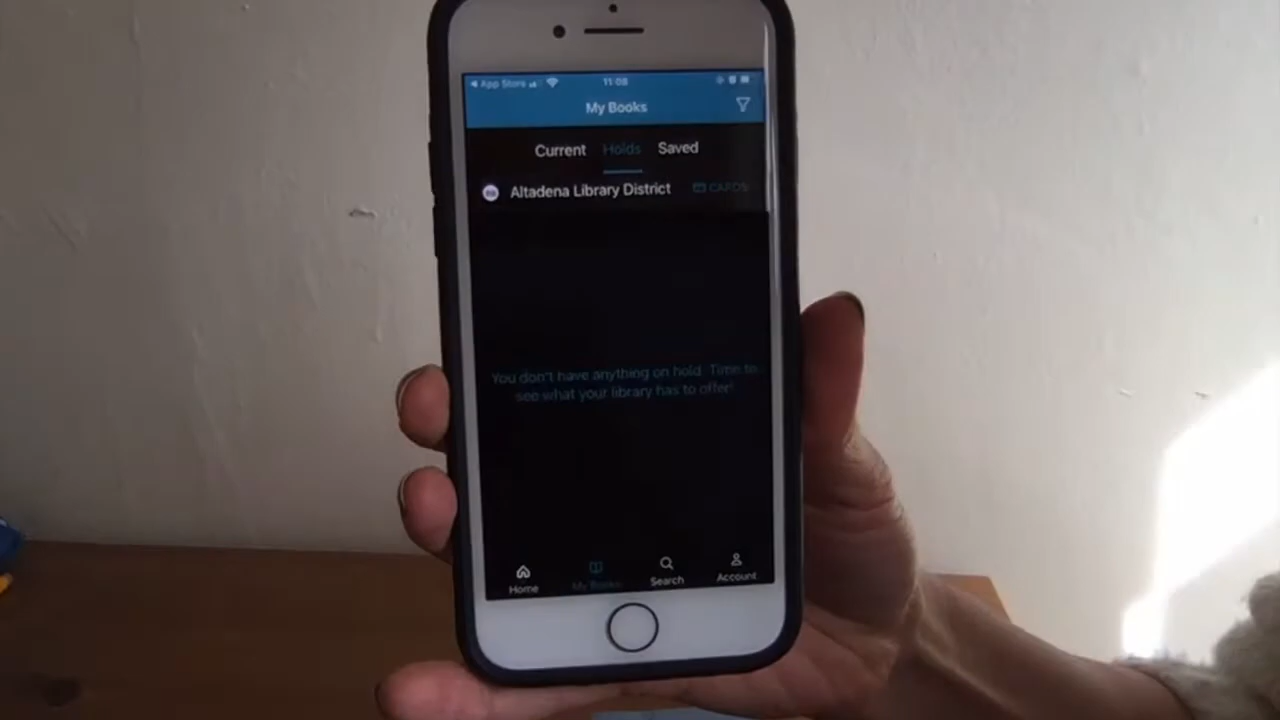 App Store
11:08
My Books
Current Holds Saved
Altadena Library District CARDS
You don't have anything on hold. Time to
see what your library has to offer!
Home My Books Search Account